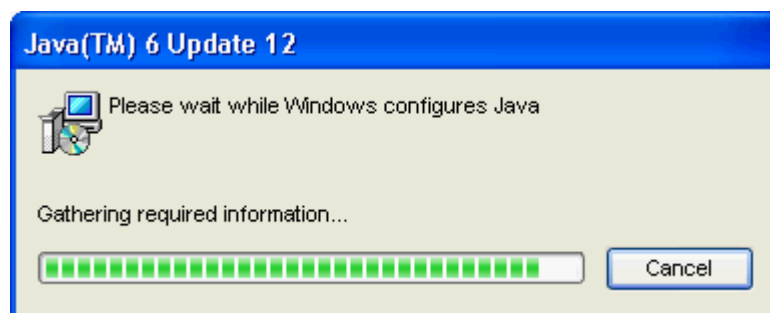 Java(TM) 6 Update 12
Please wait while Windows configures Java
Gathering required information...
Cancel